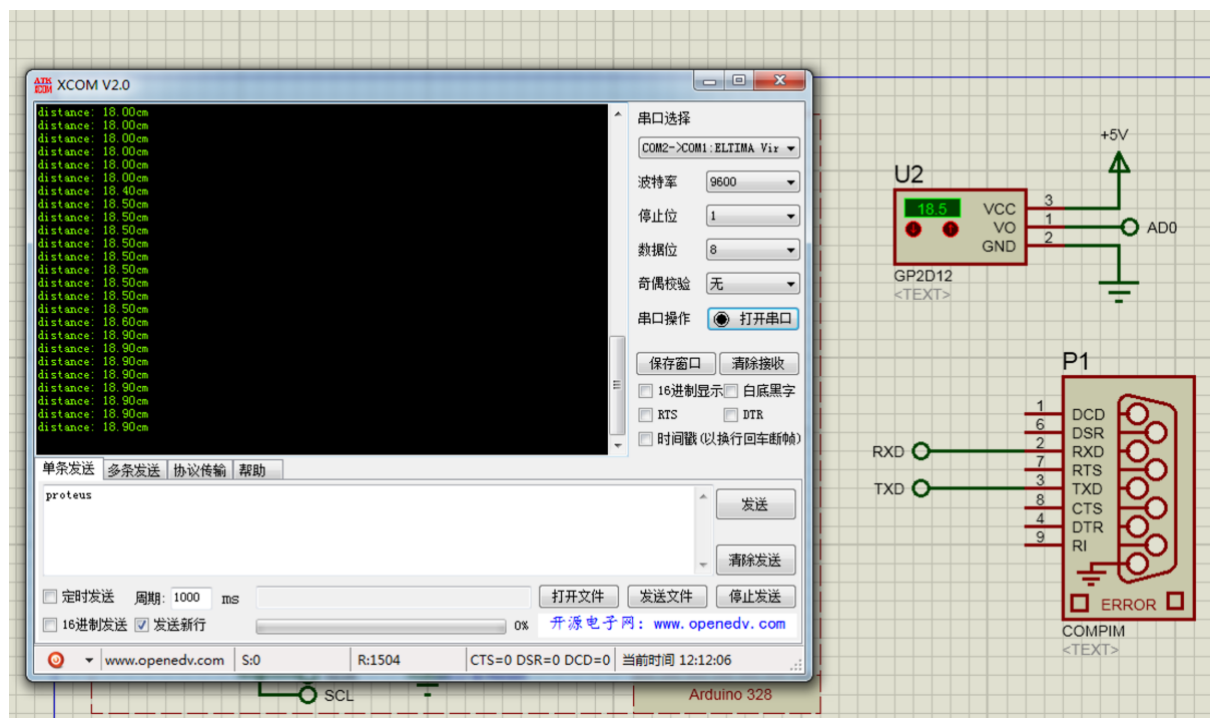 ATK
COM XCOM V2.0
distance: 18.00cm
distance: 18.00cm
distance: 18.00cm
distance: 18.00cm
distance: 18.00cm
distance: 18.00cm
distance: 18.40cm
distance: 18.50cm
distance: 18.50cm
distance: 18.50cm
distance: 18.50cm
distance: 18.50cm
distance: 18.50cm
distance: 18.50cm
distance: 18.50cm
distance: 18.50cm
distance: 18.60cm
distance: 18.90cm
distance: 18.90cm
distance: 18.90cm
distance: 18.90cm
distance: 18.90cm
distance: 18.90cm
distance: 18.90cm
distance: 18.90cm
串口选择
COM2->COM1:ELTIMA Vir
波特率 9600
停止位 1
数据位 8
奇偶校验 无
串口操作 打开串口
保存窗口 清除接收
16进制显示 白底黑字
RTS DTR
时间戳(以换行回车断帧)
单条发送 多条发送 协议传输 帮助
proteus
发送
清除发送
定时发送 周期: 1000 ms 打开文件 发送文件 停止发送
16进制发送 发送新行 0% 开源电子网: www.openedv.com
www.openedv.com S:0 R:1504 CTS=0 DSR=0 DCD=0 当前时间 12:12:06
SCL
Arduino 328
+5V
U2
18.5
VCC 3
VO 1
GND 2
AD0
GP2D12
<TEXT>
P1
1 DCD
6 DSR
RXD 2 RXD
7 RTS
TXD 3 TXD
8 CTS
4 DTR
9 RI
ERROR
COMPIM
<TEXT>